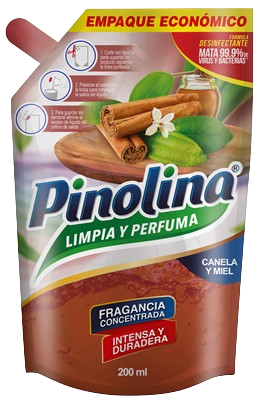 EMPAQUE ECONÓMICO
FORMULA
DESINFECTANTE
MATA 99.9% DE
VIRUS Y BACTERIAS*
Pinolina®
LIMPIA Y PERFUMA
CANELA
Y MIEL
FRAGANCIA
CONCENTRADA
INTENSA Y
DURADERA
200 ml